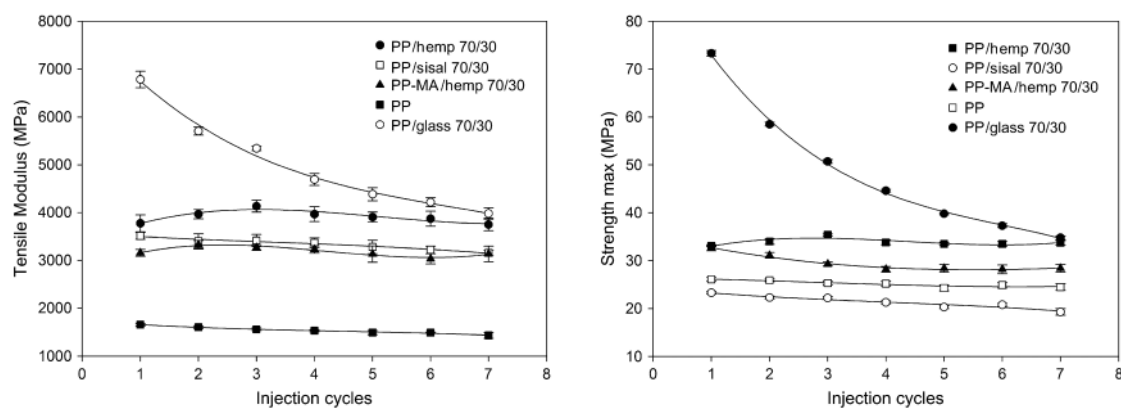 8000
7000
6000
5000
4000
3000
2000
1000
Tensile Modulus (MPa)
PP/hemp 70/30
PP/sisal 70/30
PP-MA/hemp 70/30
PP
PP/glass 70/30
0 1 2 3 4 5 6 7 8
Injection cycles
80
70
60
50
40
30
20
10
Strength max (MPa)
PP/hemp 70/30
PP/sisal 70/30
PP-MA/hemp 70/30
PP
PP/glass 70/30
0 1 2 3 4 5 6 7 8
Injection cycles